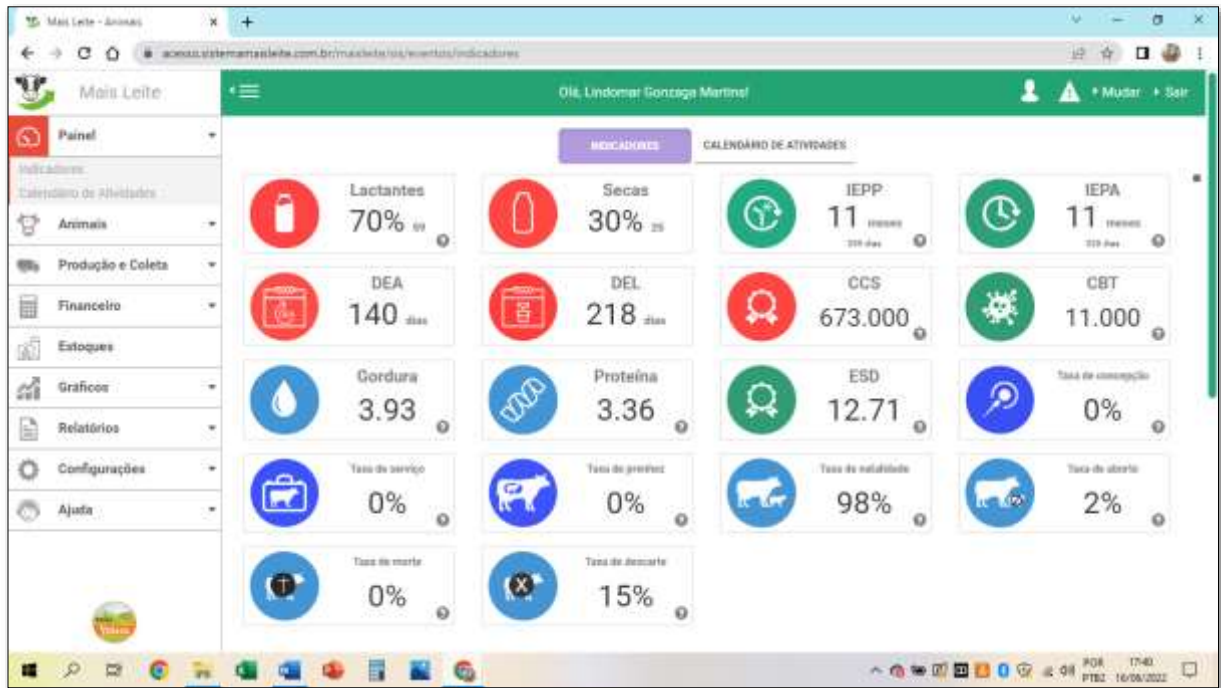 Mais Leite - Animais
acesso.sistemamaisleite.com.br/maisleite/sis/eventos/indicadores
Mais Leite
Olá, Lindomar Gonzaga Martins!
Mudar
Sair
Painel
Indicadores
Calendário de Atividades
Animais
Produção e Coleta
Financeiro
Estoques
Gráficos
Relatórios
Configurações
Ajuda
INDICADORES
CALENDÁRIO DE ATIVIDADES
Lactantes
70% 59
Secas
30% 25
IEPP
11 meses
IEPA
11 meses
DEA
140 dias
DEL
218 dias
CCS
673.000
CBT
11.000
Gordura
3.93
Proteína
3.36
ESD
12.71
Taxa de concepção
0%
Taxa de serviço
0%
Taxa de prenhez
0%
Taxa de natalidade
98%
Taxa de aborto
2%
Taxa de morte
0%
Taxa de descarte
15%
POR
PTB2
17:40
16/06/2022